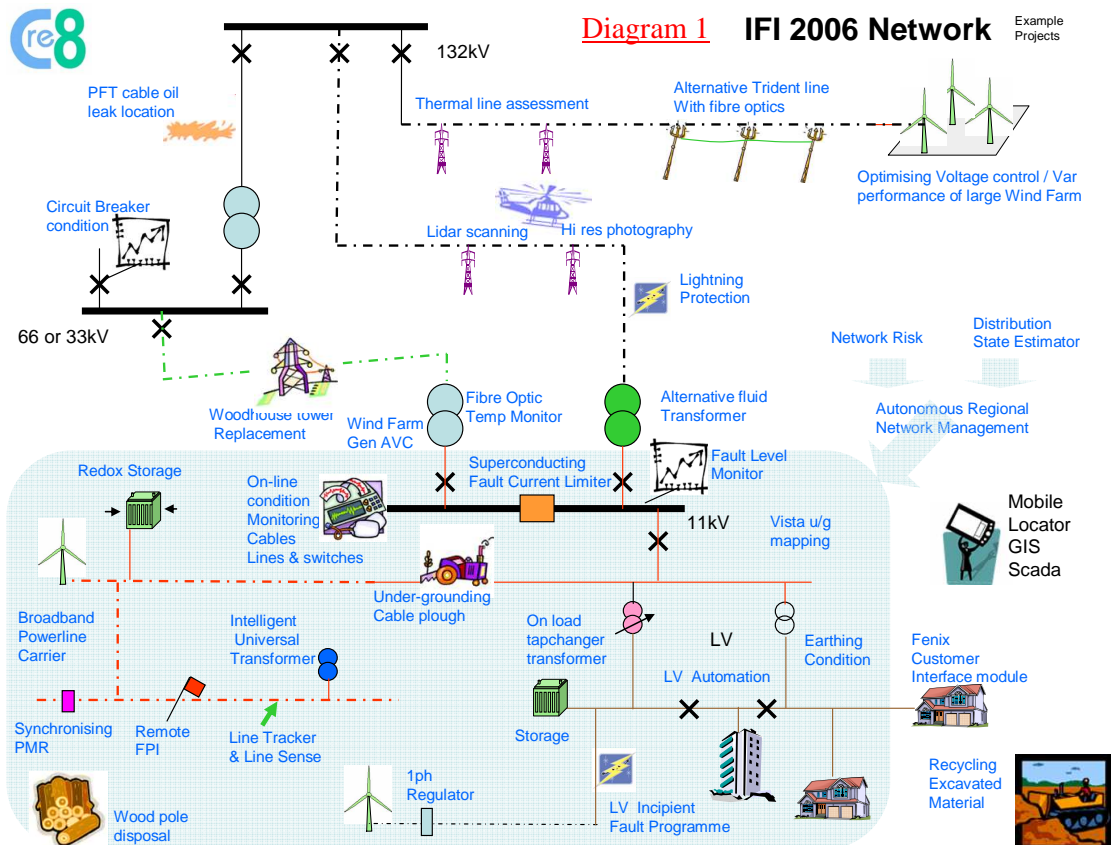 Cre8
Diagram 1
IFI 2006 Network
Example
Projects
132kV
PFT cable oil
leak location
Thermal line assessment
Alternative Trident line
With fibre optics
Optimising Voltage control / Var
performance of large Wind Farm
Circuit Breaker
condition
Lidar scanning
Hi res photography
Lightning
Protection
66 or 33kV
Network Risk
Distribution
State Estimator
Woodhouse tower
Replacement
Wind Farm
Gen AVC
Fibre Optic
Temp Monitor
Alternative fluid
Transformer
Autonomous Regional
Network Management
Redox Storage
On-line
condition
Monitoring
Cables
Lines & switches
Superconducting
Fault Current Limiter
Fault Level
Monitor
11kV
Vista u/g
mapping
Mobile
Locator
GIS
Scada
Under-grounding
Cable plough
Broadband
Powerline
Carrier
Intelligent
Universal
Transformer
On load
tapchanger
transformer
LV
Earthing
Condition
Fenix
Customer
Interface module
LV Automation
Synchronising
PMR
Remote
FPI
Line Tracker
& Line Sense
Storage
1ph
Regulator
LV Incipient
Fault Programme
Recycling
Excavated
Material
Wood pole
disposal